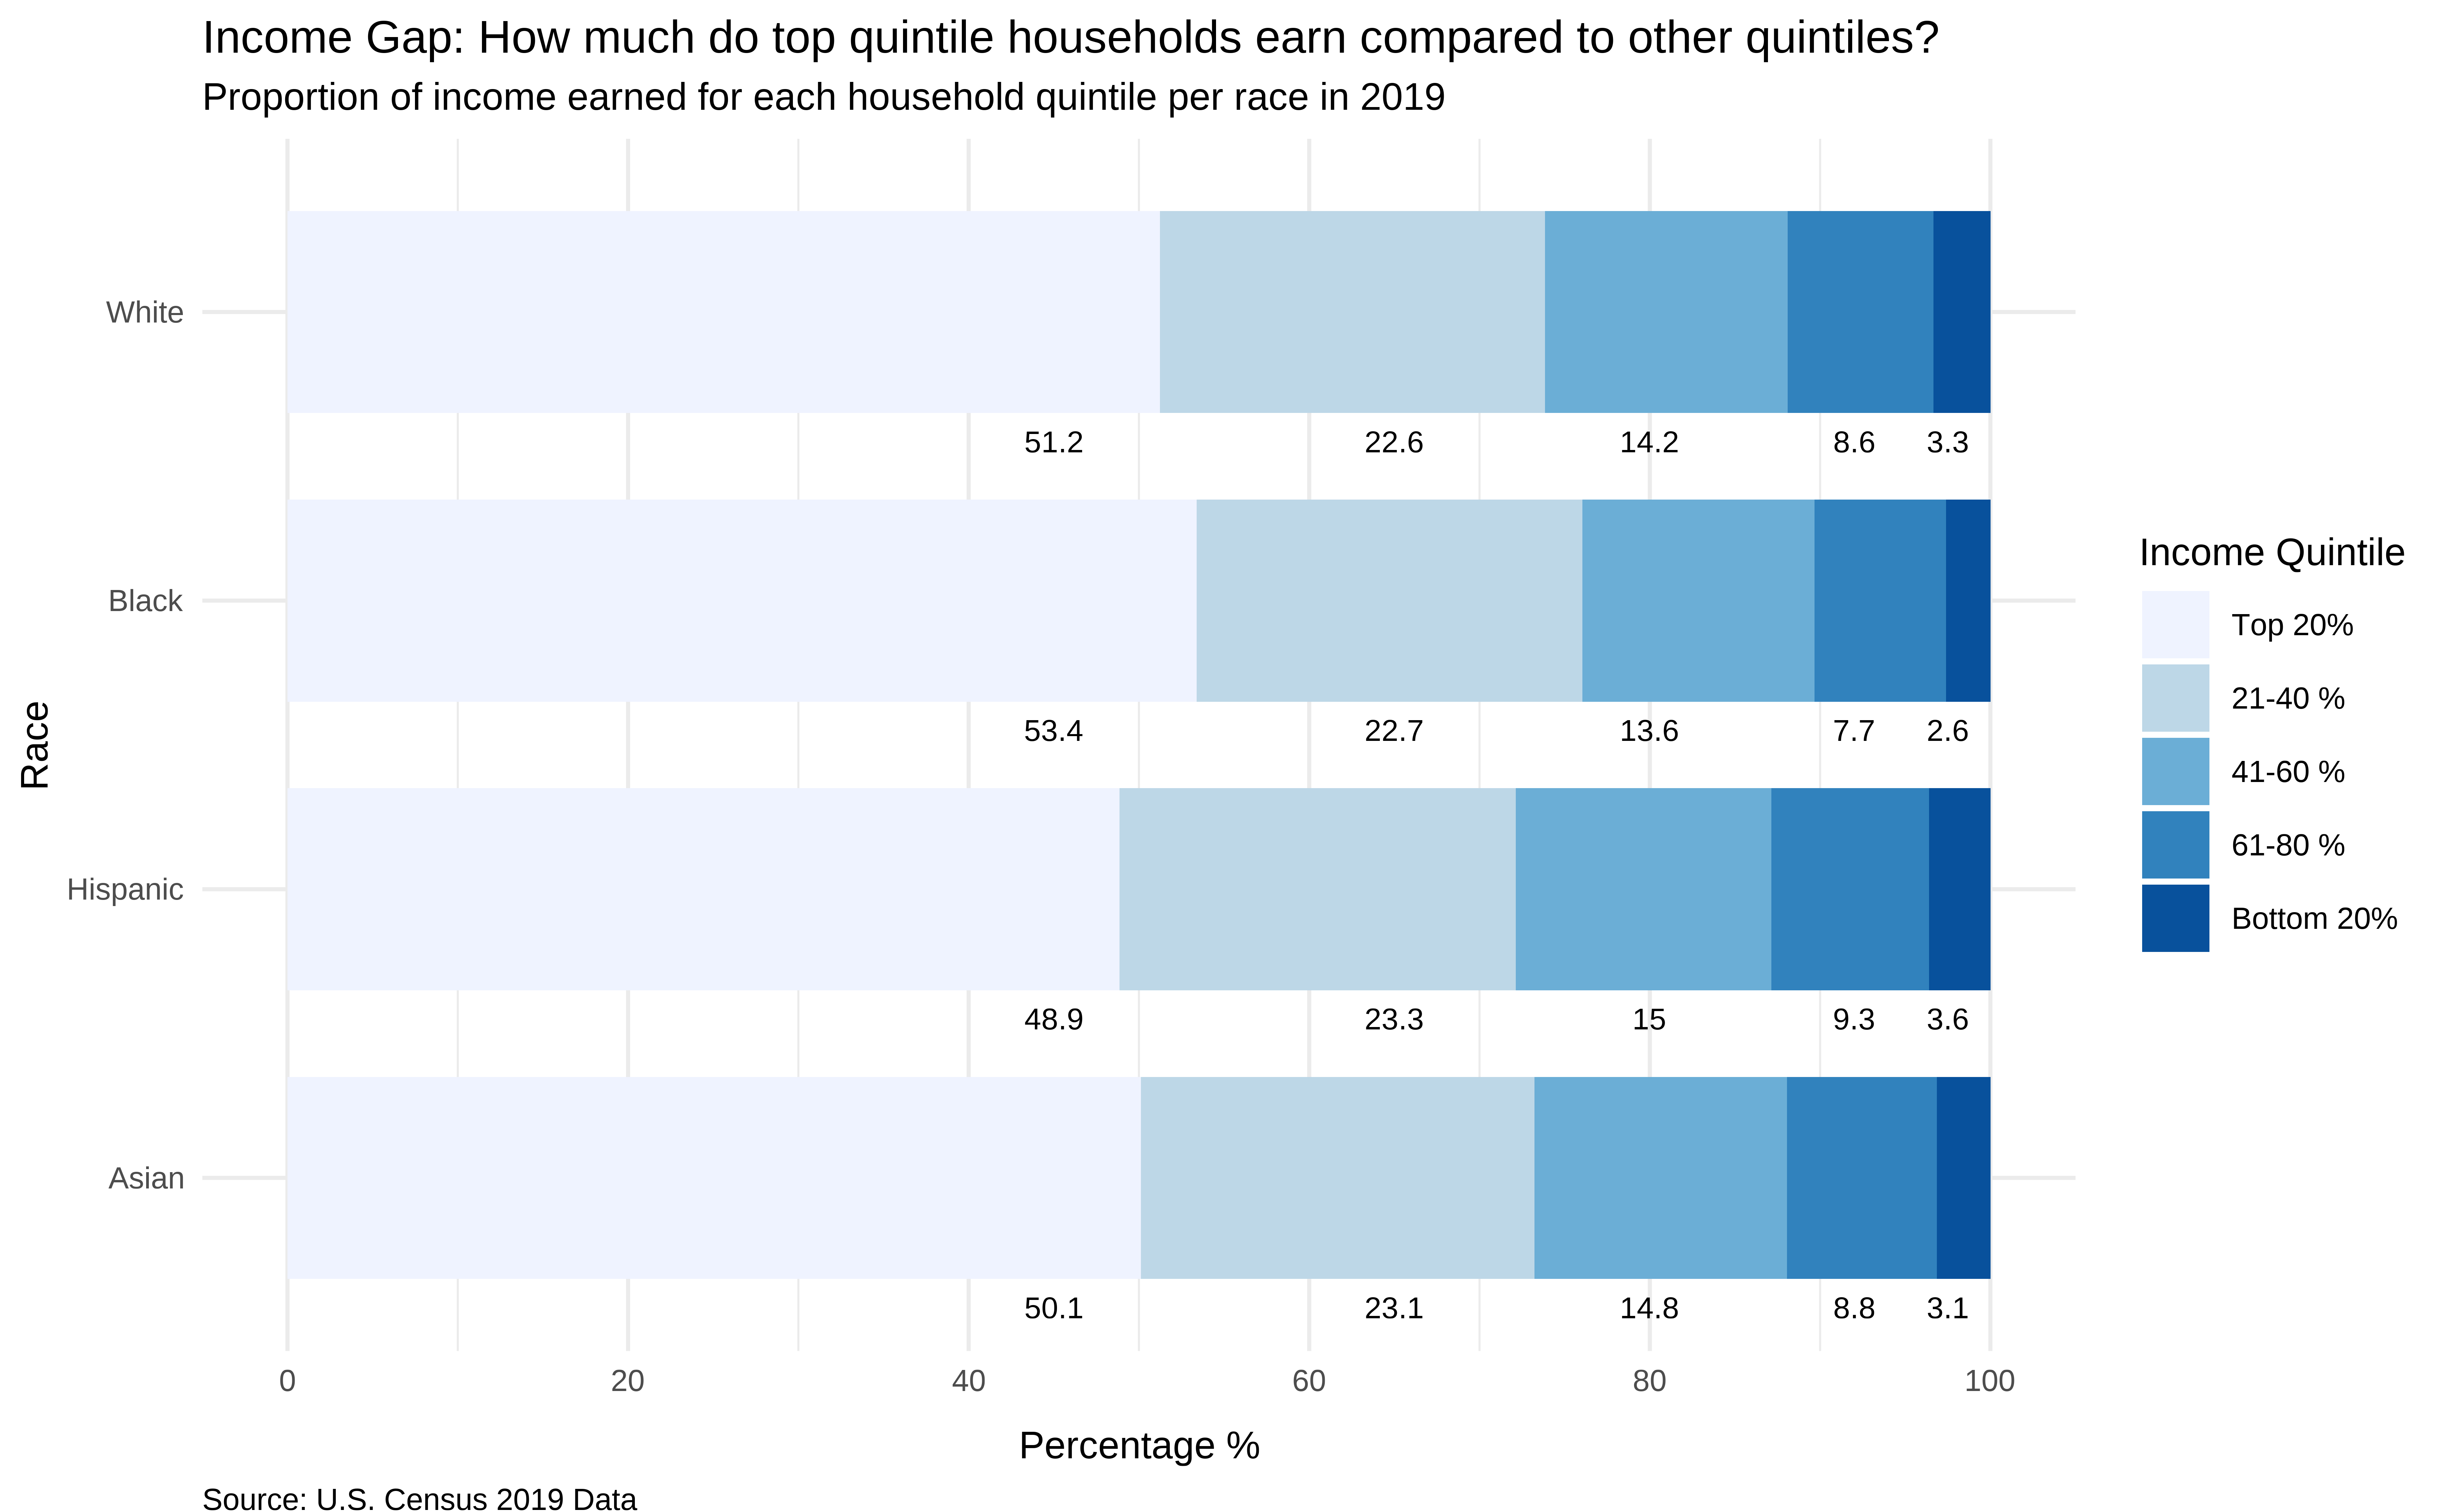 Income Gap: How much do top quintile households earn compared to other quintiles?
Proportion of income earned for each household quintile per race in 2019
White
51.2 22.6 14.2 8.6 3.3
Black
53.4 22.7 13.6 7.7 2.6
Hispanic
48.9 23.3 15 9.3 3.6
Asian
50.1 23.1 14.8 8.8 3.1
Race
0 20 40 60 80 100
Percentage %
Source: U.S. Census 2019 Data
Income Quintile
Top 20%
21-40 %
41-60 %
61-80 %
Bottom 20%